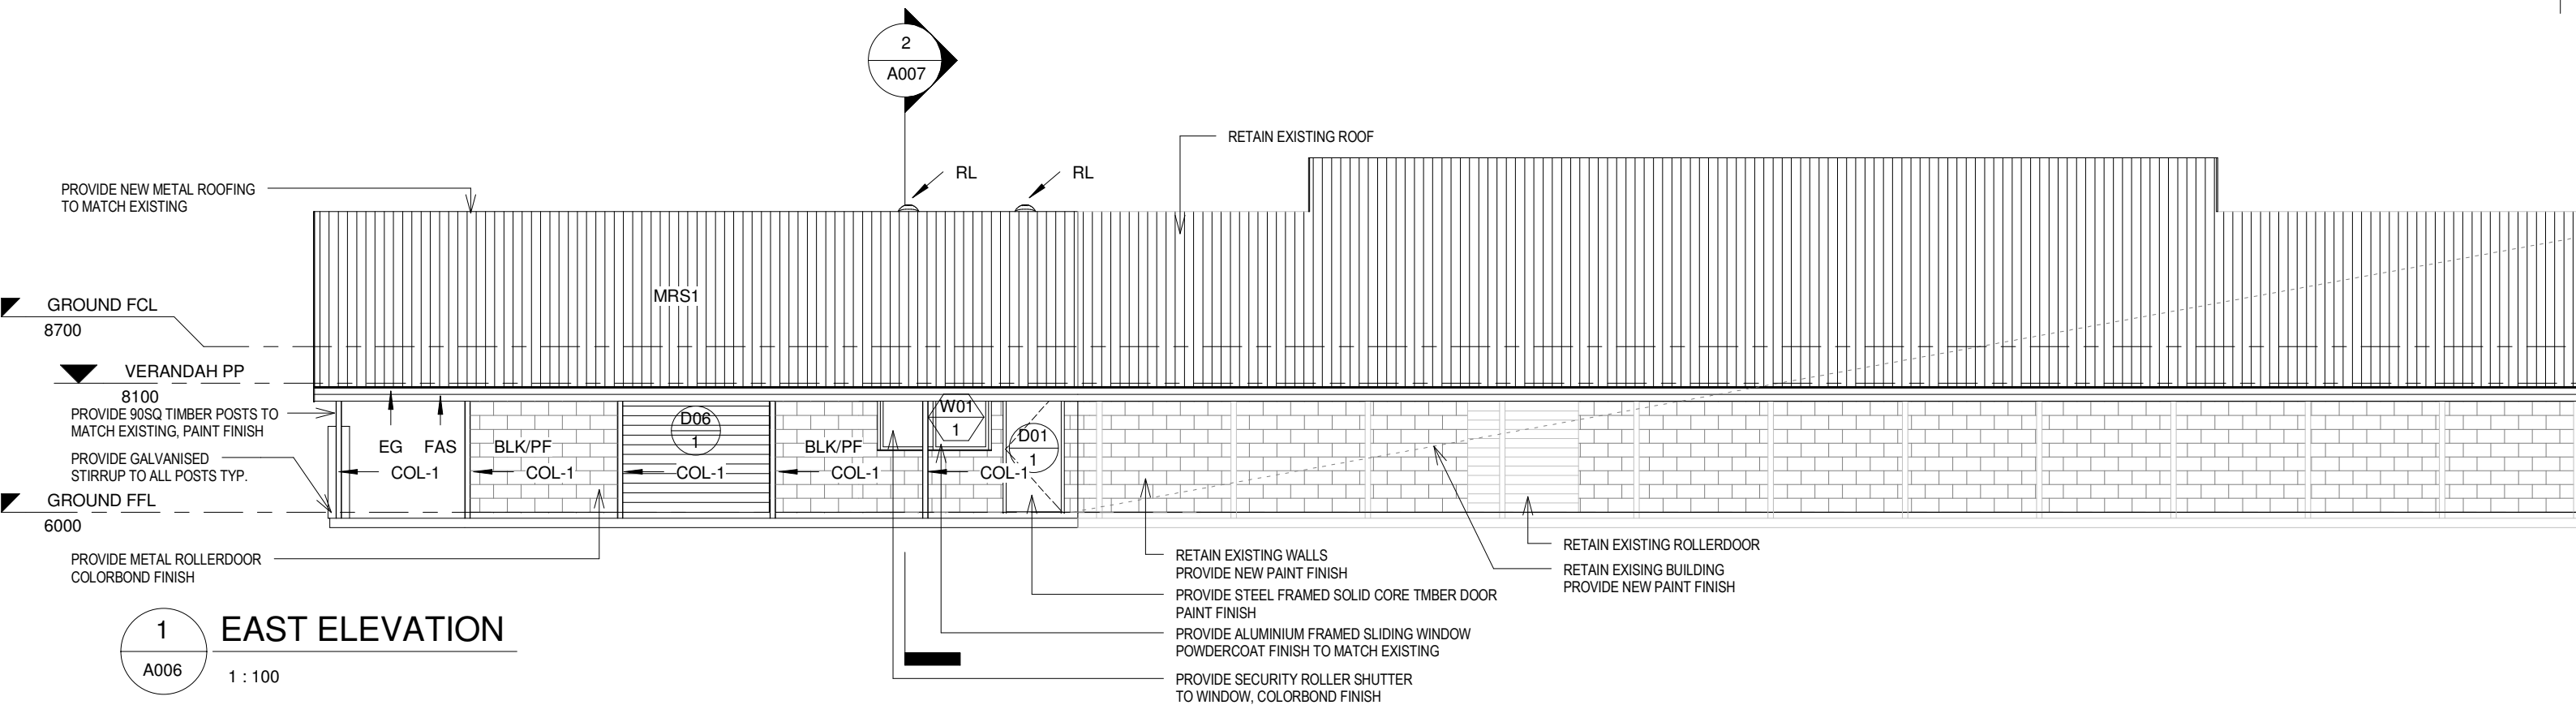 2
A007
RETAIN EXISTING ROOF
RL
RL
PROVIDE NEW METAL ROOFING
TO MATCH EXISTING
MRS1
GROUND FCL
8700
VERANDAH PP
8100
PROVIDE 90SQ TIMBER POSTS TO
MATCH EXISTING, PAINT FINISH
PROVIDE GALVANISED
STIRRUP TO ALL POSTS TYP.
GROUND FFL
6000
EG
FAS
BLK/PF
D06
1
BLK/PF
W01
1
D01
1
COL-1
COL-1
COL-1
COL-1
COL-1
PROVIDE METAL ROLLERDOOR
COLORBOND FINISH
RETAIN EXISTING WALLS
PROVIDE NEW PAINT FINISH
PROVIDE STEEL FRAMED SOLID CORE TMBER DOOR
PAINT FINISH
PROVIDE ALUMINIUM FRAMED SLIDING WINDOW
POWDERCOAT FINISH TO MATCH EXISTING
PROVIDE SECURITY ROLLER SHUTTER
TO WINDOW, COLORBOND FINISH
RETAIN EXISTING ROLLERDOOR
RETAIN EXISING BUILDING
PROVIDE NEW PAINT FINISH
1
A006
EAST ELEVATION
1 : 100